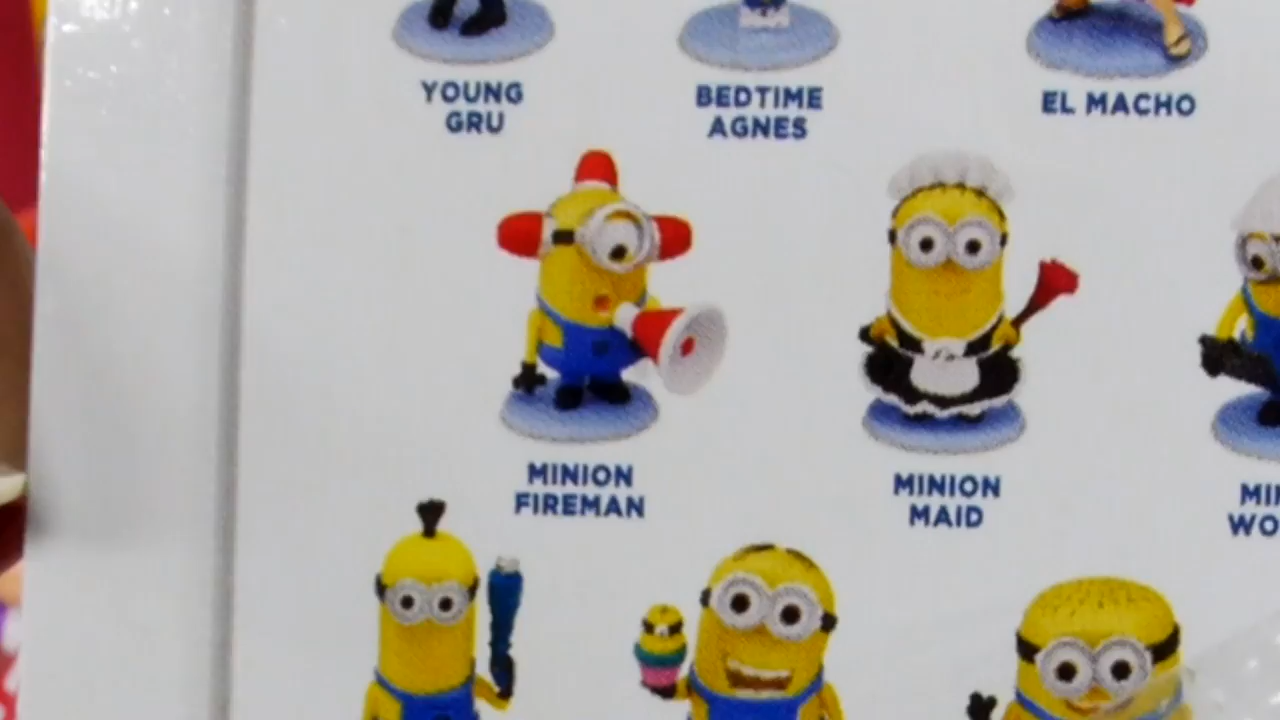 YOUNG
GRU
BEDTIME
AGNES
EL MACHO
MINION
FIREMAN
MINION
MAID